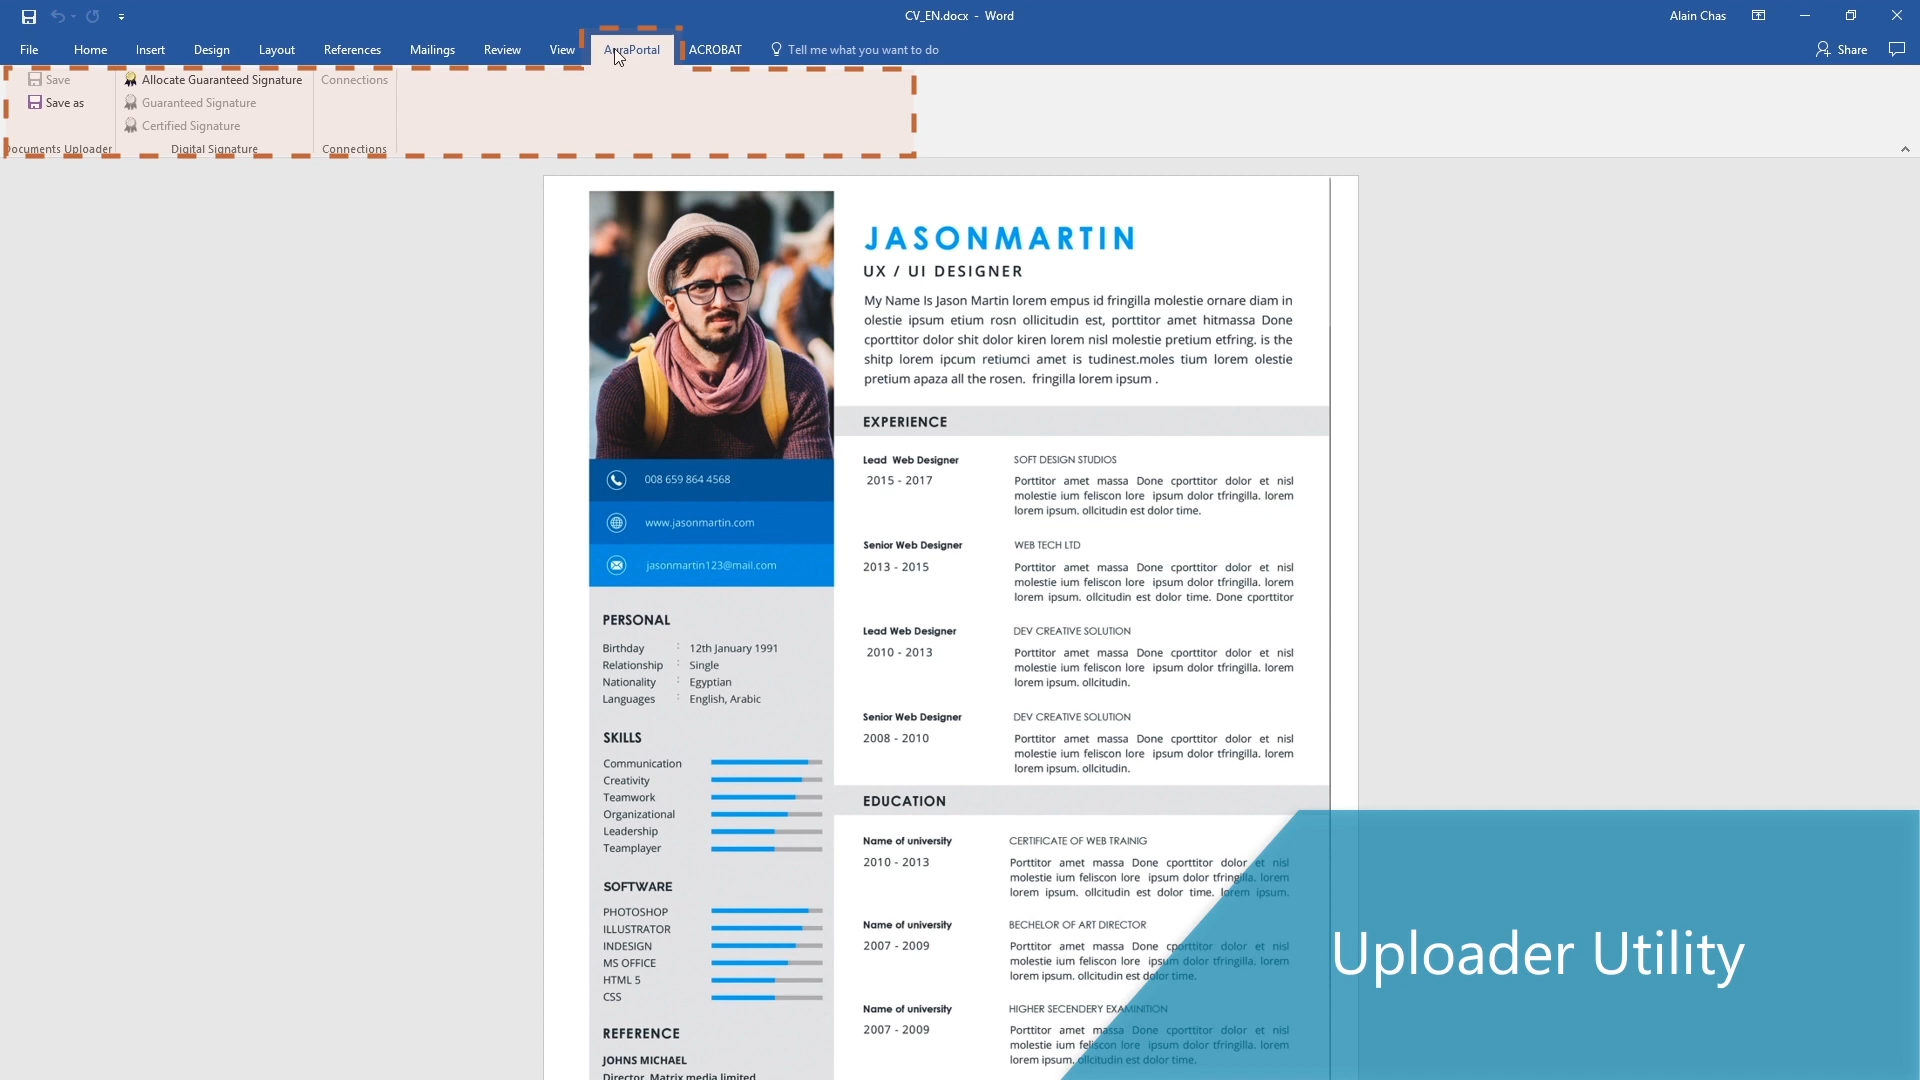 CV_EN.docx - Word
Alain Chas
File Home Insert Design Layout References Mailings Review View AuraPortal ACROBAT Tell me what you want to do Share
Save
Save as
Documents Uploader
Allocate Guaranteed Signature
Guaranteed Signature
Certified Signature
Digital Signature
Connections
Connections
JASONMARTIN
UX / UI DESIGNER
My Name Is Jason Martin lorem empus id fringilla molestie ornare diam in
olestie ipsum etium rosn ollicitudin est, porttitor amet hitmassa Done
cporttitor dolor shit dolor kiren lorem nisl molestie pretium etfring. is the
shitp lorem ipcum retiumci amet is tudinest.moles tium lorem olestie
pretium apaza all the rosen. fringilla lorem ipsum .
008 659 864 4568
www.jasonmartin.com
jasonmartin123@mail.com
PERSONAL
Birthday : 12th January 1991
Relationship : Single
Nationality : Egyptian
Languages : English, Arabic
SKILLS
Communication
Creativity
Teamwork
Organizational
Leadership
Teamplayer
SOFTWARE
PHOTOSHOP
ILLUSTRATOR
INDESIGN
MS OFFICE
HTML 5
CSS
REFERENCE
JOHNS MICHAEL
Director, Matrix media limited
EXPERIENCE
Lead Web Designer
2015 - 2017
SOFT DESIGN STUDIOS
Porttitor amet massa Done cporttitor dolor et nisl
molestie ium feliscon lore ipsum dolor tfringilla. lorem
lorem ipsum. ollcitudin est dolor time.
Senior Web Designer
2013 - 2015
WEB TECH LTD
Porttitor amet massa Done cporttitor dolor et nisl
molestie ium feliscon lore ipsum dolor tfringilla. lorem
lorem ipsum. ollcitudin est dolor time. Done cporttitor
Lead Web Designer
2010 - 2013
DEV CREATIVE SOLUTION
Porttitor amet massa Done cporttitor dolor et nisl
molestie ium feliscon lore ipsum dolor tfringilla. lorem
lorem ipsum. ollcitudin.
Senior Web Designer
2008 - 2010
DEV CREATIVE SOLUTION
Porttitor amet massa Done cporttitor dolor et nisl
molestie ium feliscon lore ipsum dolor tfringilla. lorem
lorem ipsum. ollcitudin.
EDUCATION
Name of university
2010 - 2013
CERTIFICATE OF WEB TRAINIG
Porttitor amet massa Done cporttitor dolor et nisl
molestie ium feliscon lore ipsum dolor tfringilla. lorem
lorem ipsum. ollcitudin est dolor time. lorem ipsum.
Name of university
2007 - 2009
BECHELOR OF ART DIRECTOR
Porttitor amet massa Done cporttitor dolor et nisl
molestie ium feliscon lore ipsum dolor tfringilla. lorem
lorem ipsum. ollcitudin est dolor time.
Name of university
2007 - 2009
HIGHER SECENDERY EXAMINITION
Porttitor amet massa Done cporttitor dolor et nisl
molestie ium feliscon lore ipsum dolor tfringilla. lorem
lorem ipsum. ollcitudin est dolor time.
Uploader Utility